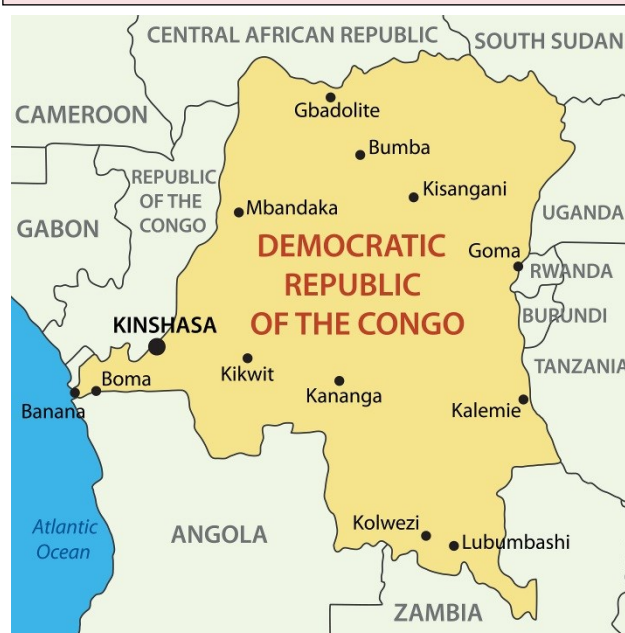 CENTRAL AFRICAN REPUBLIC
SOUTH SUDAN
CAMEROON
Gbadolite
Bumba
REPUBLIC
OF THE
CONGO
Kisangani
Mbandaka
GABON
UGANDA
DEMOCRATIC
REPUBLIC
OF THE CONGO
Goma
RWANDA
BURUNDI
KINSHASA
TANZANIA
Kikwit
Kananga
Boma
Banana
Kalemie
Atlantic
Ocean
ANGOLA
Kolwezi
Lubumbashi
ZAMBIA